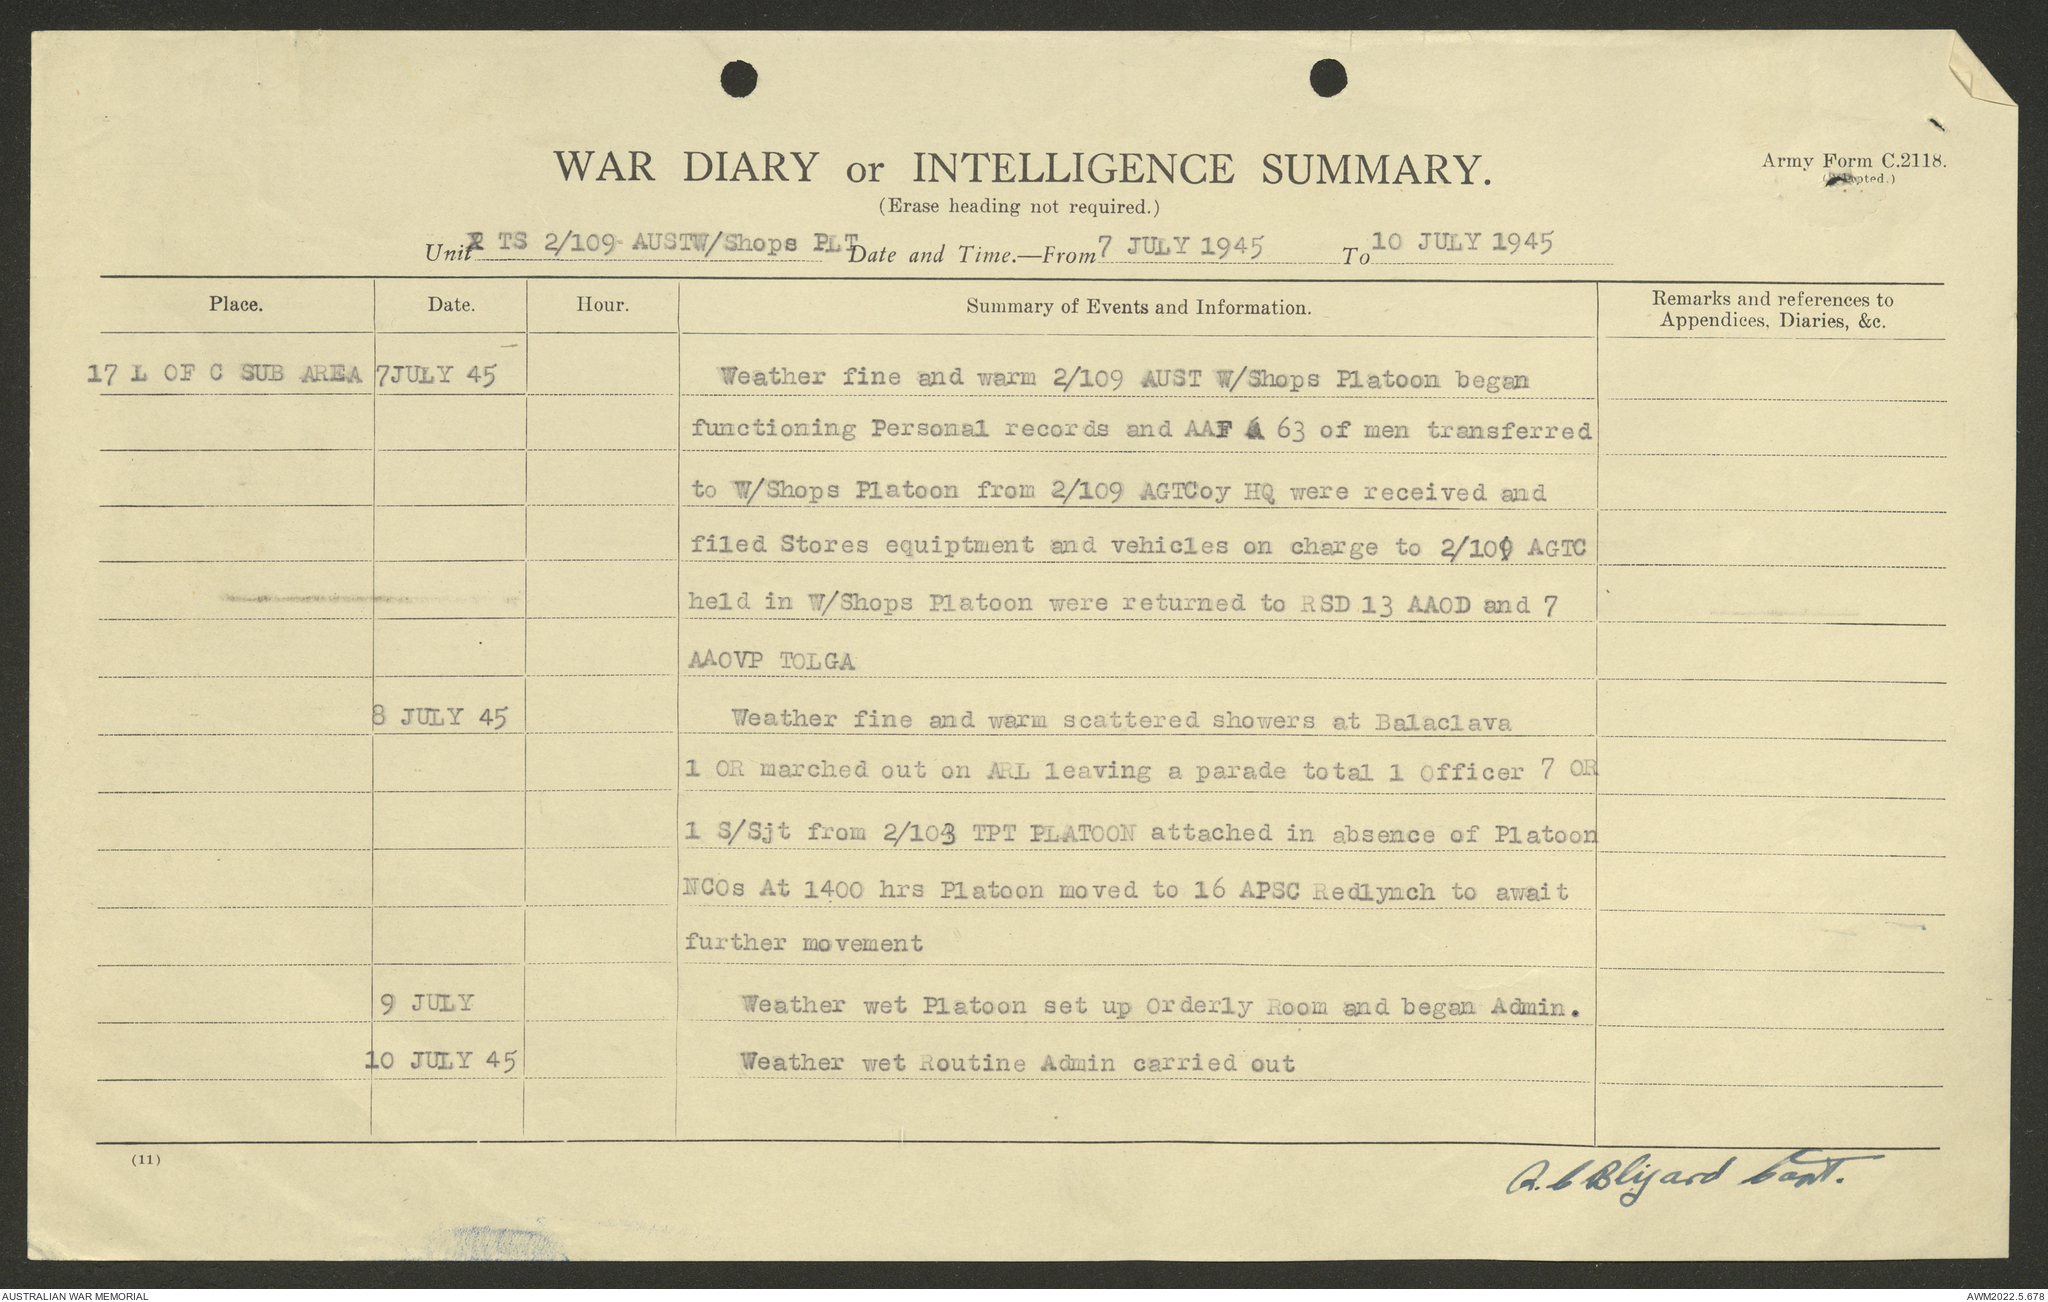 WAR DIARY or INTELLIGENCE SUMMARY.
Army Form C.2118.
(Erase heading not required.)
Unit TS 2/109 AUSTW/Shops PLT Date and Time.—From 7 JULY 1945 To 10 JULY 1945
Place. Date. Hour. Summary of Events and Information. Remarks and references to
Appendices, Diaries, &c.
17 L OF C SUB AREA 7JULY 45 Weather fine and warm 2/109 AUST W/Shops Platoon began
functioning Personal records and AAF A 63 of men transferred
to W/Shops Platoon from 2/109 AGTCoy HQ were received and
filed Stores equiptment and vehicles on charge to 2/109 AGTC
held in W/Shops Platoon were returned to RSD 13 AAOD and 7
AAOVP TOLGA
8 JULY 45 Weather fine and warm scattered showers at Balaclava
1 OR marched out on ARL leaving a parade total 1 Officer 7 OR
1 S/Sjt from 2/103 TPT PLATOON attached in absence of Platoon
NCOs At 1400 hrs Platoon moved to 16 APSC Redlynch to await
further movement
9 JULY Weather wet Platoon set up Orderly Room and began Admin.
10 JULY 45 Weather wet Routine Admin carried out
(11)
A.C Blizard Capt.
AUSTRALIAN WAR MEMORIAL
AWM2022.5.678